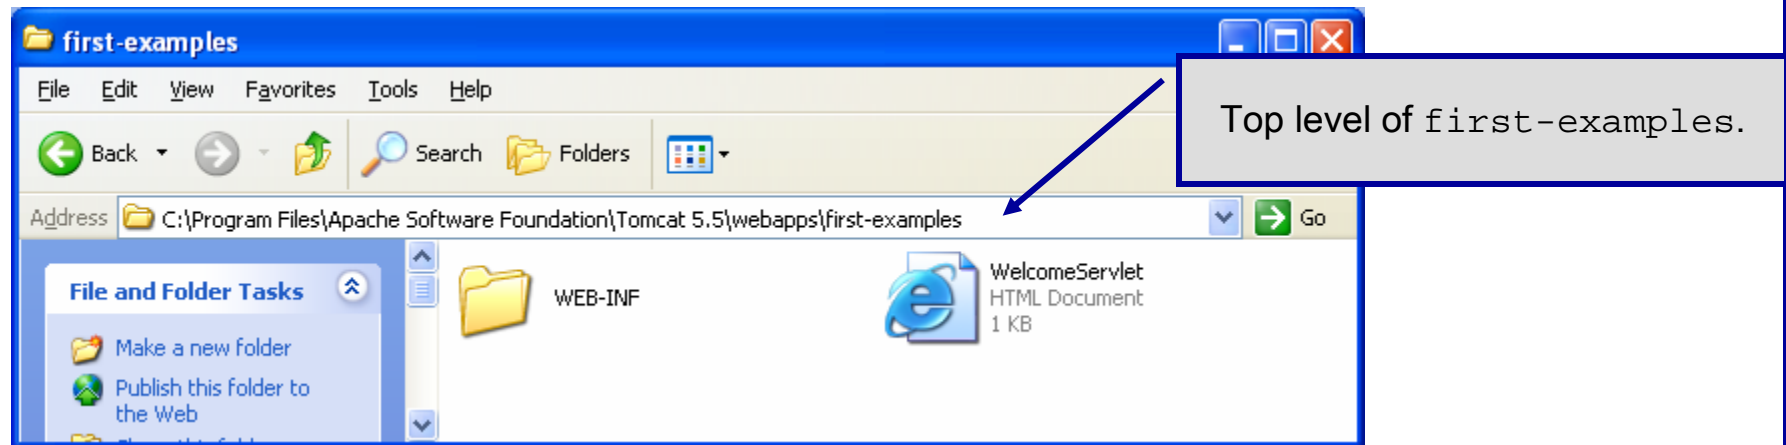 first-examples
File Edit View Favorites Tools Help
Top level of first-examples.
Back Search Folders
Address C:\Program Files\Apache Software Foundation\Tomcat 5.5\webapps\first-examples Go
File and Folder Tasks
Make a new folder
Publish this folder to
the Web
WEB-INF
WelcomeServlet
HTML Document
1 KB